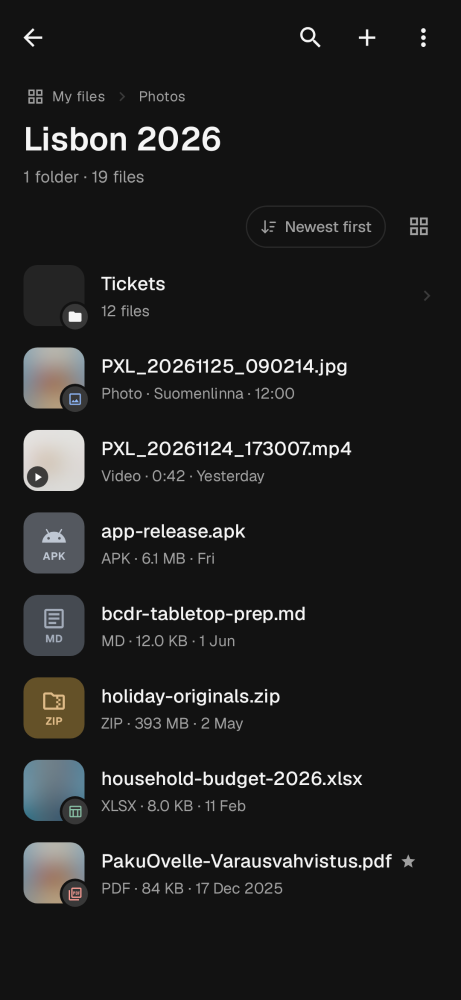 My files
Photos
Lisbon 2026
1 folder · 19 files
Newest first
Tickets
12 files
PXL_20261125_090214.jpg
Photo · Suomenlinna · 12:00
PXL_20261124_173007.mp4
Video · 0:42 · Yesterday
APK
app-release.apk
APK · 6.1 MB · Fri
MD
bcdr-tabletop-prep.md
MD · 12.0 KB · 1 Jun
ZIP
holiday-originals.zip
ZIP · 393 MB · 2 May
household-budget-2026.xlsx
XLSX · 8.0 KB · 11 Feb
PakuOvelle-Varausvahvistus.pdf
PDF · 84 KB · 17 Dec 2025